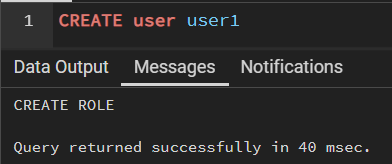 1 CREATE user user1
Data Output Messages Notifications
CREATE ROLE
Query returned successfully in 40 msec.